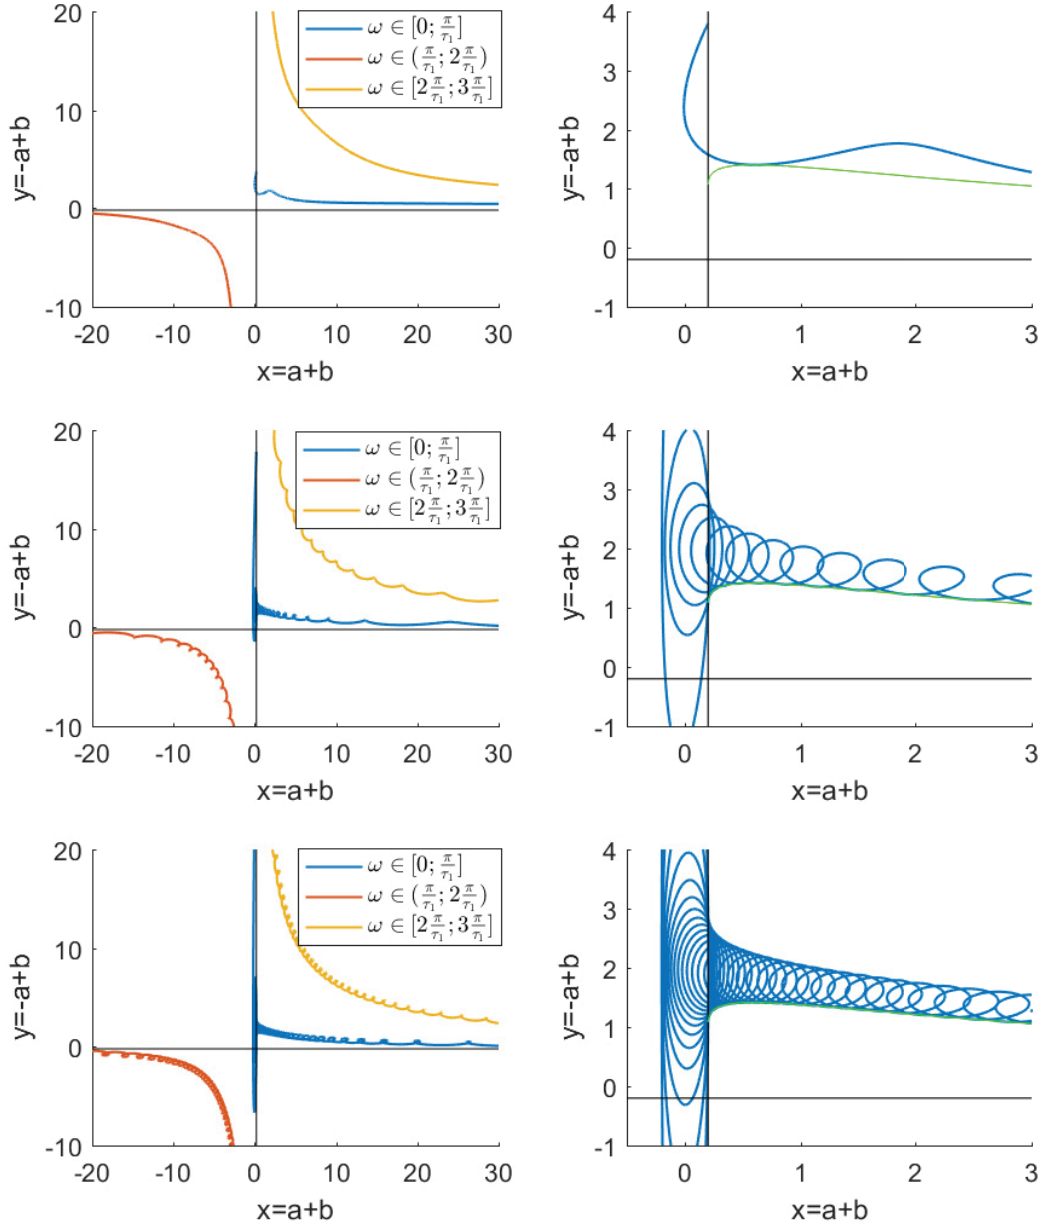 y=-a+b
20
10
0
-10
-20 -10 0 10 20 30
x=a+b
ω ∈ [0; π/τ₁]
ω ∈ (π/τ₁; 2π/τ₁)
ω ∈ [2π/τ₁; 3π/τ₁]
y=-a+b
4
3
2
1
0
-1
0 1 2 3
x=a+b
y=-a+b
20
10
0
-10
-20 -10 0 10 20 30
x=a+b
ω ∈ [0; π/τ₁]
ω ∈ (π/τ₁; 2π/τ₁)
ω ∈ [2π/τ₁; 3π/τ₁]
y=-a+b
4
3
2
1
0
-1
0 1 2 3
x=a+b
y=-a+b
20
10
0
-10
-20 -10 0 10 20 30
x=a+b
ω ∈ [0; π/τ₁]
ω ∈ (π/τ₁; 2π/τ₁)
ω ∈ [2π/τ₁; 3π/τ₁]
y=-a+b
4
3
2
1
0
-1
0 1 2 3
x=a+b